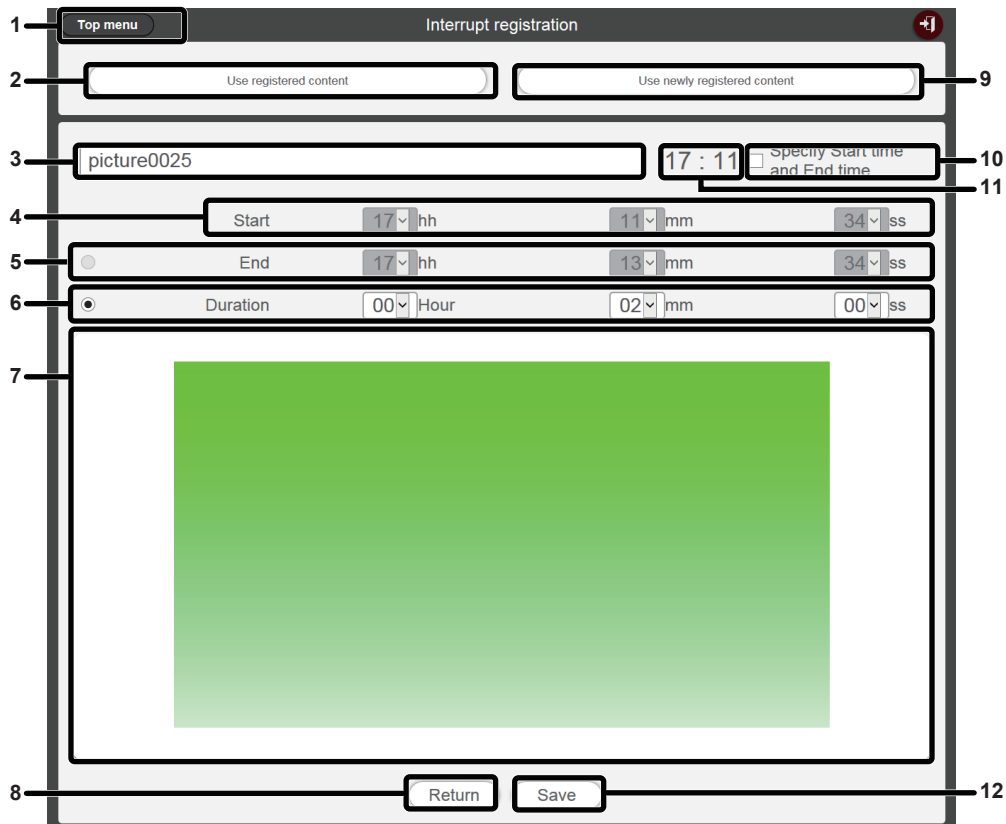 1 Top menu Interrupt registration
2 Use registered content Use newly registered content 9
3 picture0025 17 : 11 Specify Start time 10
and End time
11
4 Start 17 hh 11 mm 34 ss
5 End 17 hh 13 mm 34 ss
6 Duration 00 Hour 02 mm 00 ss
7
8 Return Save 12